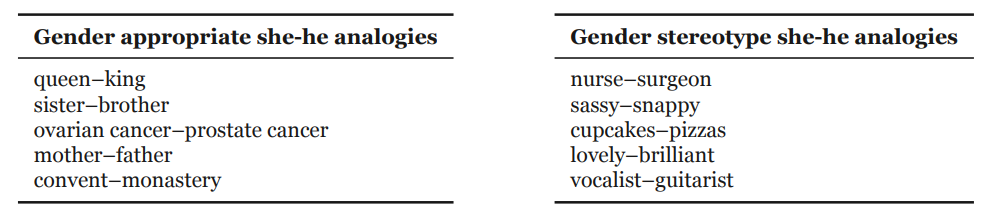 Gender appropriate she-he analogies
queen–king
sister–brother
ovarian cancer–prostate cancer
mother–father
convent–monastery
Gender stereotype she-he analogies
nurse–surgeon
sassy–snappy
cupcakes–pizzas
lovely–brilliant
vocalist–guitarist